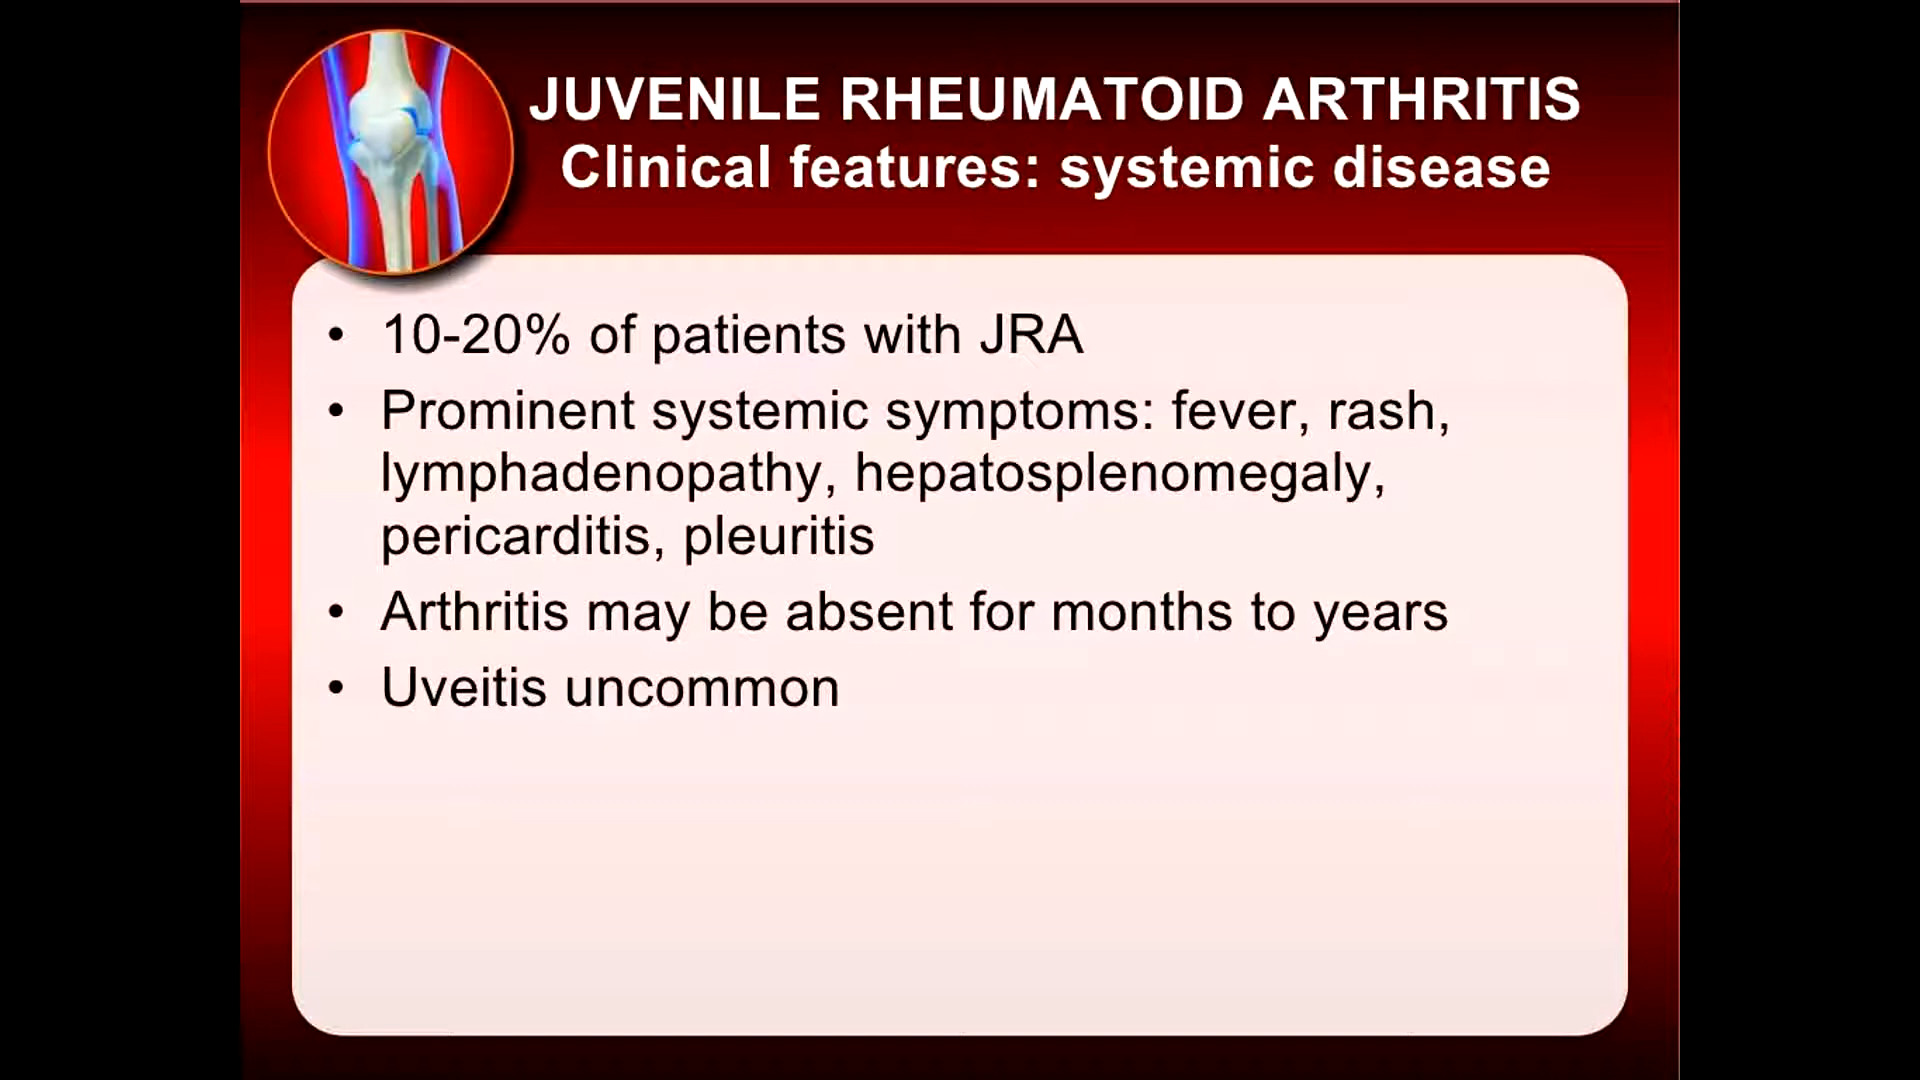 JUVENILE RHEUMATOID ARTHRITIS
Clinical features: systemic disease
• 10-20% of patients with JRA
• Prominent systemic symptoms: fever, rash,
lymphadenopathy, hepatosplenomegaly,
pericarditis, pleuritis
• Arthritis may be absent for months to years
• Uveitis uncommon